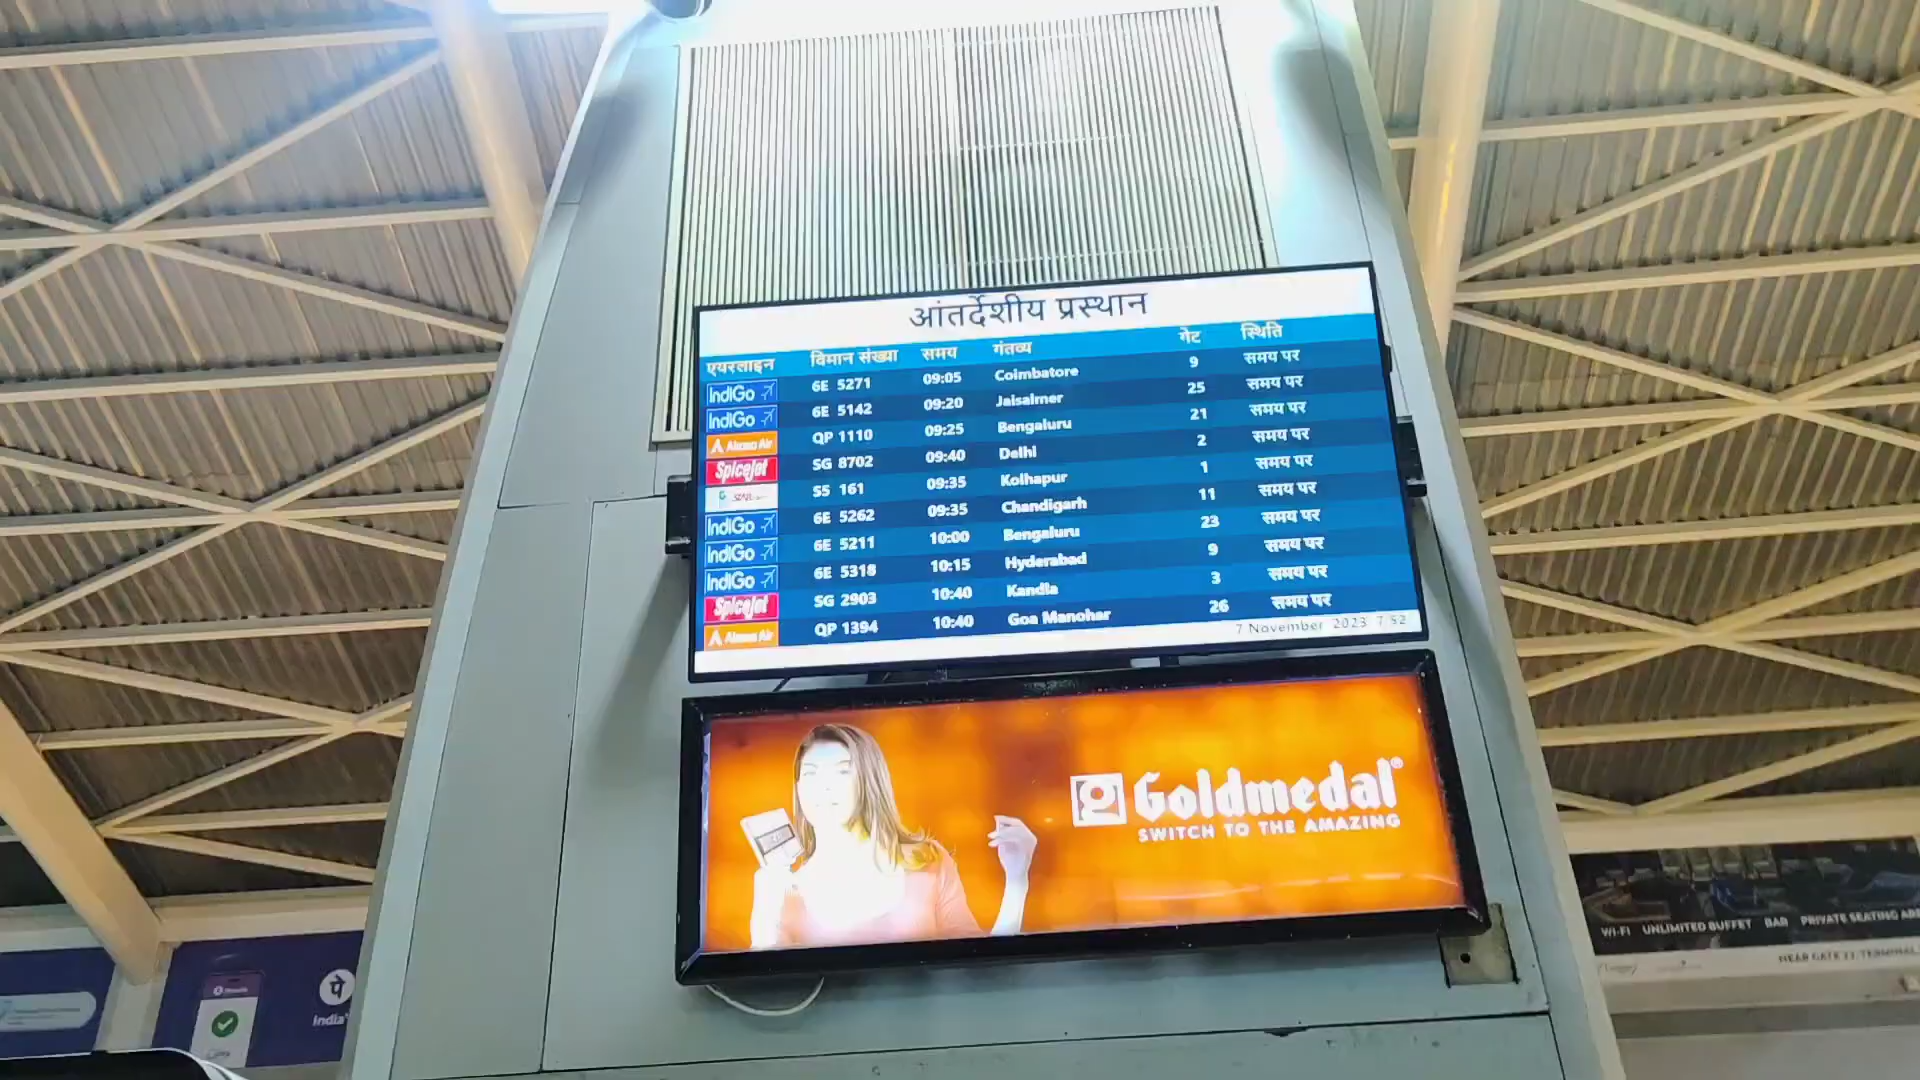 आंतर्देशीय प्रस्थान
एयरलाइन विमान संख्या समय गंतव्य गेट स्थिति
IndiGo 6E 5271 09:05 Coimbatore 9 समय पर
IndiGo 6E 5142 09:20 Jaisalmer 25 समय पर
Akasa Air QP 1110 09:25 Bengaluru 21 समय पर
SpiceJet SG 8702 09:40 Delhi 2 समय पर
STAR S5 161 09:35 Kolhapur 1 समय पर
IndiGo 6E 5262 09:35 Chandigarh 11 समय पर
IndiGo 6E 5211 10:00 Bengaluru 23 समय पर
IndiGo 6E 5318 10:15 Hyderabad 9 समय पर
SpiceJet SG 2903 10:40 Kandla 3 समय पर
Akasa Air QP 1394 10:40 Goa Manohar 26 समय पर
7 November 2023 7:52
g Goldmedal®
SWITCH TO THE AMAZING
WI-FI UNLIMITED BUFFET BAR PRIVATE SEATING
पे
India's